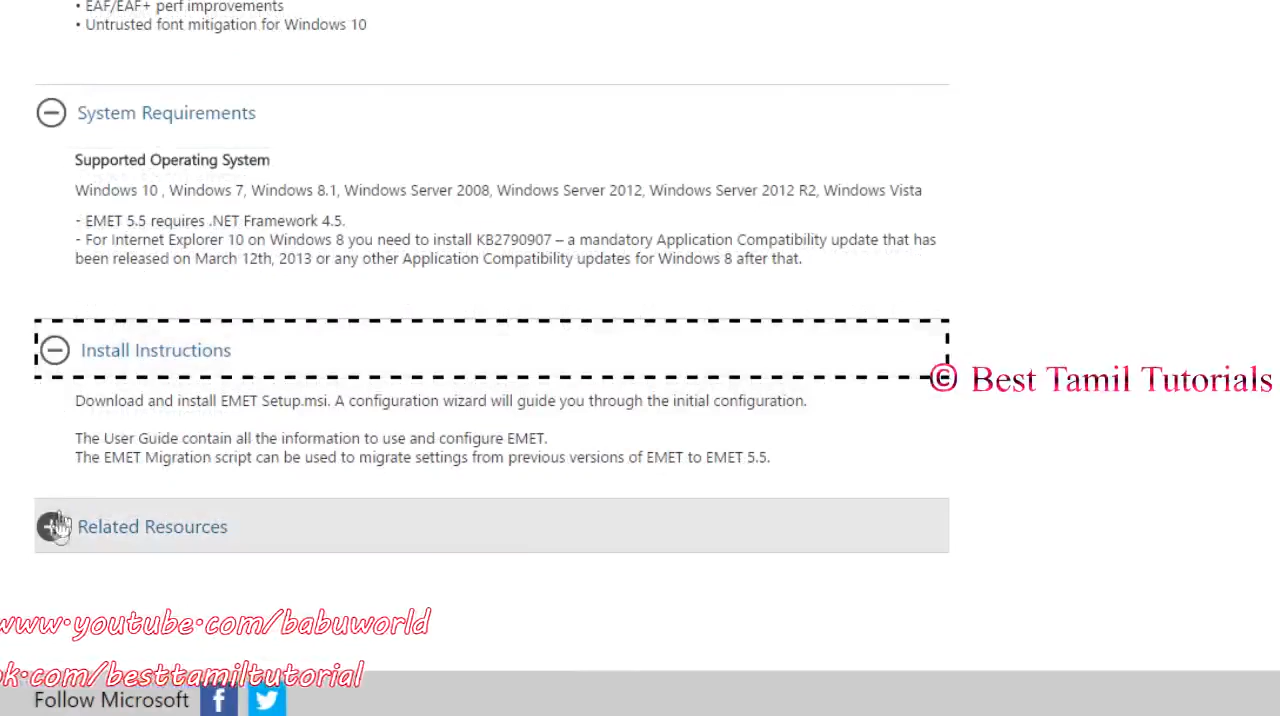 • EAF/EAF+ perf improvements
• Untrusted font mitigation for Windows 10
System Requirements
Supported Operating System
Windows 10 , Windows 7, Windows 8.1, Windows Server 2008, Windows Server 2012, Windows Server 2012 R2, Windows Vista
- EMET 5.5 requires .NET Framework 4.5.
- For Internet Explorer 10 on Windows 8 you need to install KB2790907 – a mandatory Application Compatibility update that has
been released on March 12th, 2013 or any other Application Compatibility updates for Windows 8 after that.
Install Instructions
© Best Tamil Tutorials
Download and install EMET Setup.msi. A configuration wizard will guide you through the initial configuration.
The User Guide contain all the information to use and configure EMET.
The EMET Migration script can be used to migrate settings from previous versions of EMET to EMET 5.5.
Related Resources
www.youtube.com/babuworld
ok.com/besttamiltutorial
Follow Microsoft